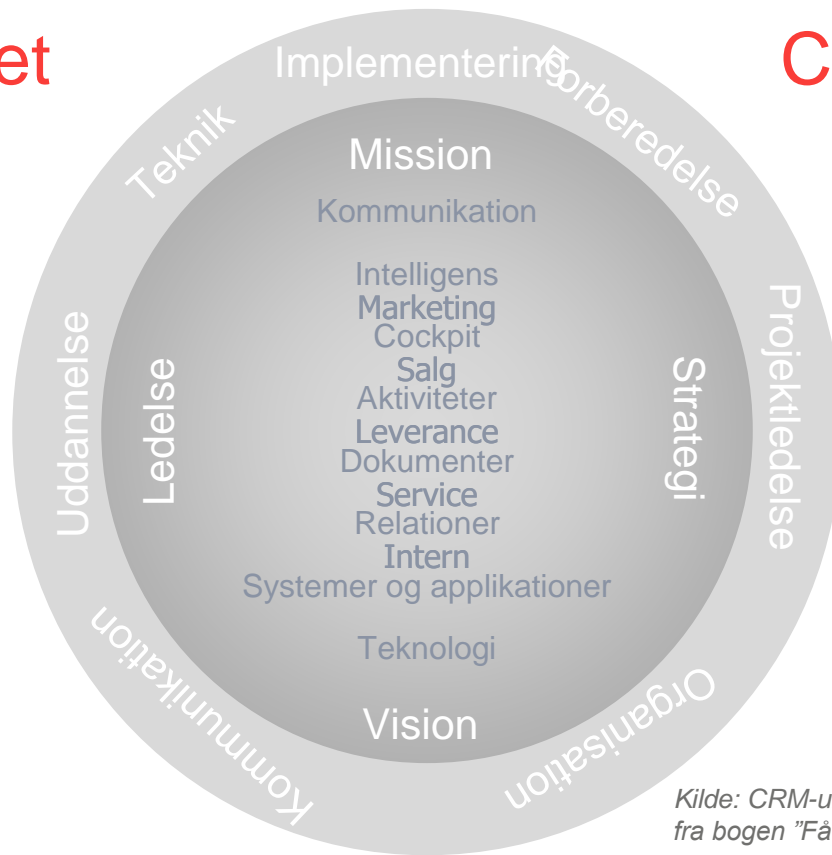 et
C
Implementering
Forberedelse
Teknik
Mission
Kommunikation
Intelligens
Marketing
Cockpit
Salg
Aktiviteter
Leverance
Dokumenter
Service
Relationer
Intern
Systemer og applikationer
Teknologi
Vision
Uddannelse
Ledelse
Strategi
Projektledelse
Kommunikation
Organisation
Kilde: CRM-u
fra bogen "Få